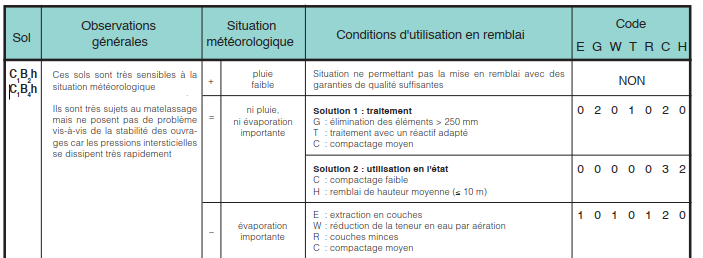 Sol
Observations
générales
Situation
météorologique
Conditions d'utilisation en remblai
Code
E G W T R C H
C1B2h
C1B4h
Ces sols sont très sensibles à la
situation météorologique
Ils sont très sujets au matelassage
mais ne posent pas de problème
vis-à-vis de la stabilité des ouvra-
ges car les pressions intersticielles
se dissipent très rapidement
+
pluie
faible
Situation ne permettant pas la mise en remblai avec des
garanties de qualité suffisantes
NON
=
ni pluie,
ni évaporation
importante
Solution 1 : traitement
G : élimination des éléments > 250 mm
T : traitement avec un réactif adapté
C : compactage moyen
0 2 0 1 0 2 0
Solution 2 : utilisation en l'état
C : compactage faible
H : remblai de hauteur moyenne (≤ 10 m)
0 0 0 0 0 3 2
–
évaporation
importante
E : extraction en couches
W : réduction de la teneur en eau par aération
R : couches minces
C : compactage moyen
1 0 1 0 1 2 0